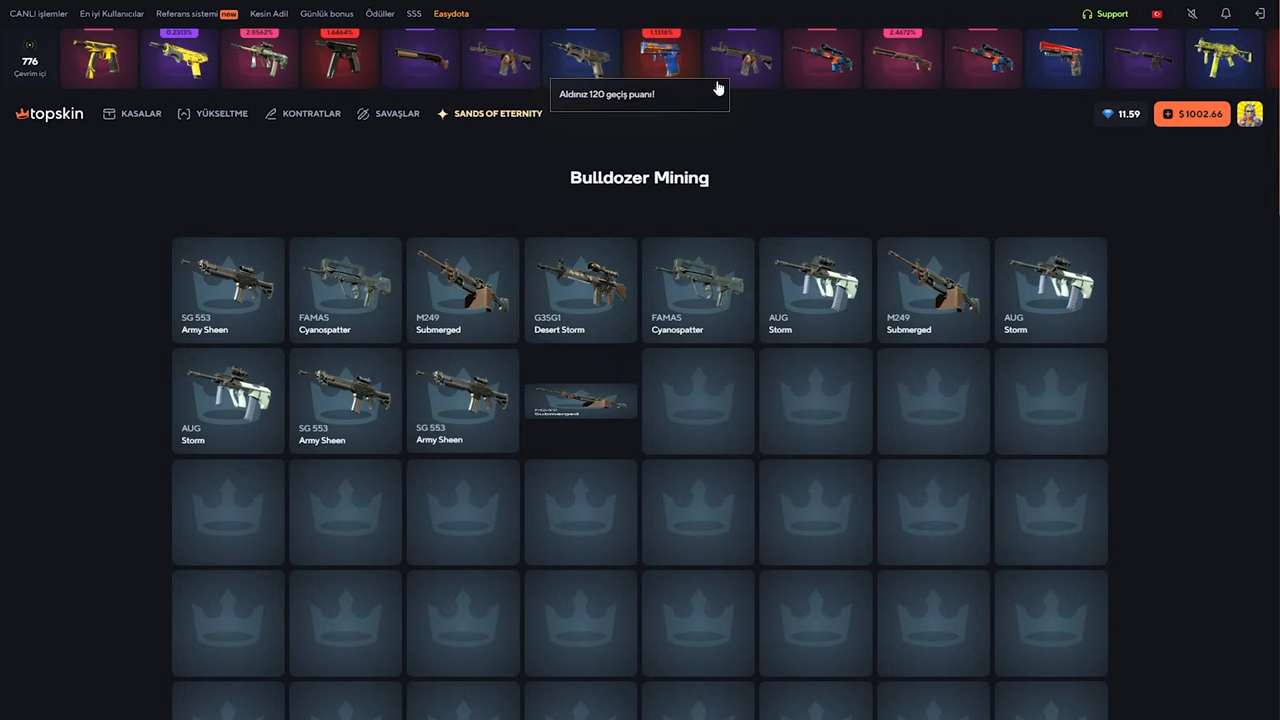 CANLI işlemler En iyi Kullanıcılar Referans sistemi new Kesin Adil Günlük bonus Ödüller SSS Easydota Support
776
Çevrim içi
0.2313% 2.8562% 1.6464% 1.1316% 2.4672%
Aldınız 120 geçiş puanı!
topskin KASALAR YÜKSELTME KONTRATLAR SAVAŞLAR SANDS OF ETERNITY 11.59 $1002.66
Bulldozer Mining
SG 553 FAMAS M249 G3SG1 FAMAS AUG M249 AUG
Army Sheen Cyanospatter Submerged Desert Storm Cyanospatter Storm Submerged Storm
AUG SG 553 SG 553 M249
Storm Army Sheen Army Sheen Submerged